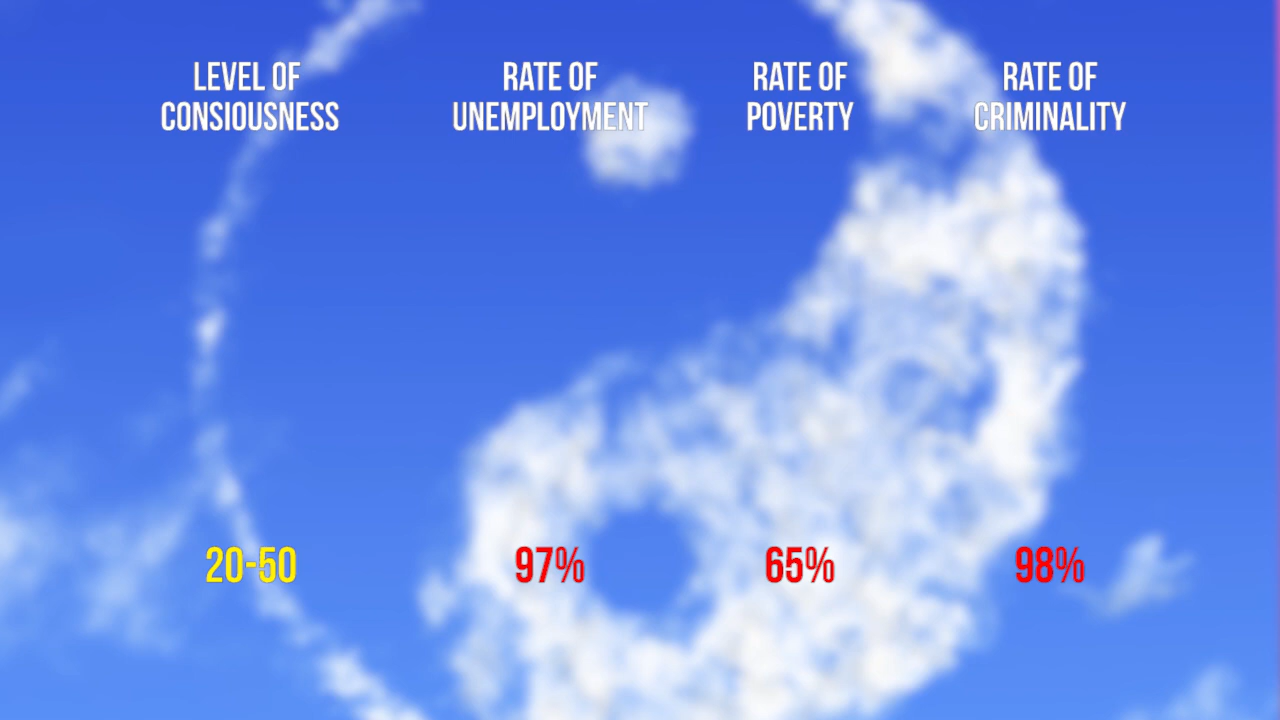 LEVEL OF
CONSIOUSNESS
RATE OF
UNEMPLOYMENT
RATE OF
POVERTY
RATE OF
CRIMINALITY
20-50
97%
65%
98%